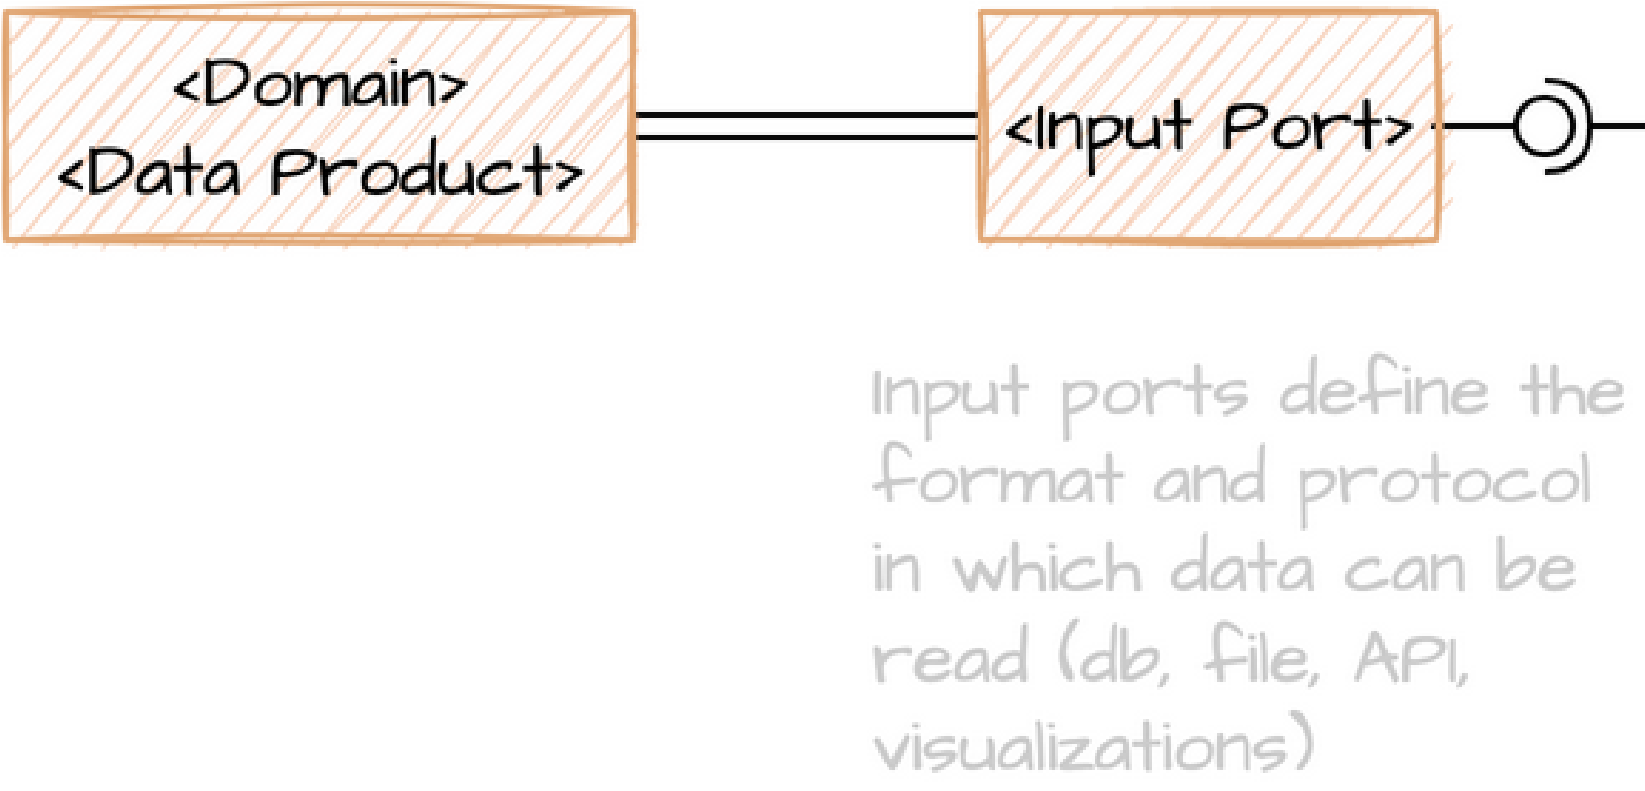 <Domain>
<Data Product>
<Input Port>
Input ports define the
format and protocol
in which data can be
read (db, file, API,
visualizations)